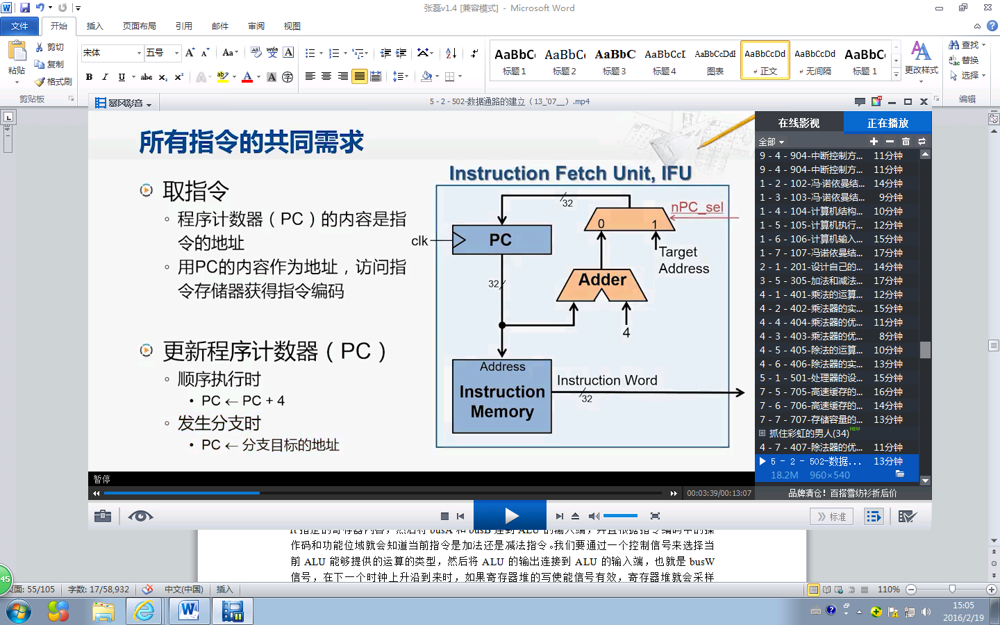 张磊v1.4 [兼容模式] - Microsoft Word
文件 开始 插入 页面布局 引用 邮件 审阅 视图
粘贴
剪切
复制
格式刷
剪贴板
宋体 五号
AaBbC 标题 1
AaBbC 标题 2
AaBbC 标题 3
AaBbCcI 标题 4
AaBbCcDdE 图表
AaBbCcDd 正文
AaBbCcDd 无间隔
AaBbC 标题 1
更改样式
查找
替换
选择
编辑
暴风影音
5 - 2 - 502-数据通路的建立（13_'07__）.mp4
所有指令的共同需求
取指令
程序计数器（PC）的内容是指
令的地址
用PC的内容作为地址，访问指
令存储器获得指令编码
更新程序计数器（PC）
顺序执行时
• PC ← PC + 4
发生分支时
• PC ← 分支目标的地址
Instruction Fetch Unit, IFU
32
nPC_sel
0 1
clk
PC
Target
Address
Adder
32
4
Address
Instruction
Memory
Instruction Word
32
在线影视 正在播放
全部
9 - 4 - 904-中断控制方... 11分钟
9 - 4 - 904-中断控制方... 11分钟
1 - 2 - 102-冯·诺依曼结... 14分钟
1 - 3 - 103-冯·诺依曼结... 9分钟
1 - 4 - 104-计算机结构... 10分钟
1 - 5 - 105-计算机执行... 12分钟
1 - 6 - 106-计算机输入... 15分钟
1 - 7 - 107-冯诺依曼结... 17分钟
2 - 1 - 201-设计自己的... 14分钟
3 - 5 - 305-加法和减法... 17分钟
4 - 1 - 401-乘法的运算... 12分钟
4 - 2 - 402-乘法器的实... 15分钟
4 - 4 - 404-乘法器的优... 11分钟
4 - 3 - 403-乘法器的优... 8分钟
4 - 5 - 405-除法的运算... 10分钟
4 - 6 - 406-除法器的实... 13分钟
5 - 1 - 501-处理器的设... 15分钟
7 - 5 - 705-高速缓存的... 16分钟
7 - 6 - 706-高速缓存的... 14分钟
7 - 7 - 707-存储容量的... 13分钟
抓住彩虹的男人(34) NEW
4 - 7 - 407-除法器的优... 11分钟
5 - 2 - 502-数据... 13分钟
18.2M 960×540
品牌清仓！百搭雪纺衫折后价
暂停
00:03:39/00:13:07
标准
作码和功能位域就会知道当前指令是加法还是减法指令。我们要通过一个控制信号来选择当
前 ALU 能够提供的运算的类型，然后将 ALU 的输出连接到 ALU 的输入端，也就是 busW
信号，在下一个时钟上升沿到来时，如果寄存器堆的写使能信号有效，寄存器堆就会采样
45
页面: 55/105 字数: 17/58,932 中文(中国) 插入
110%
15:05
2016/2/19